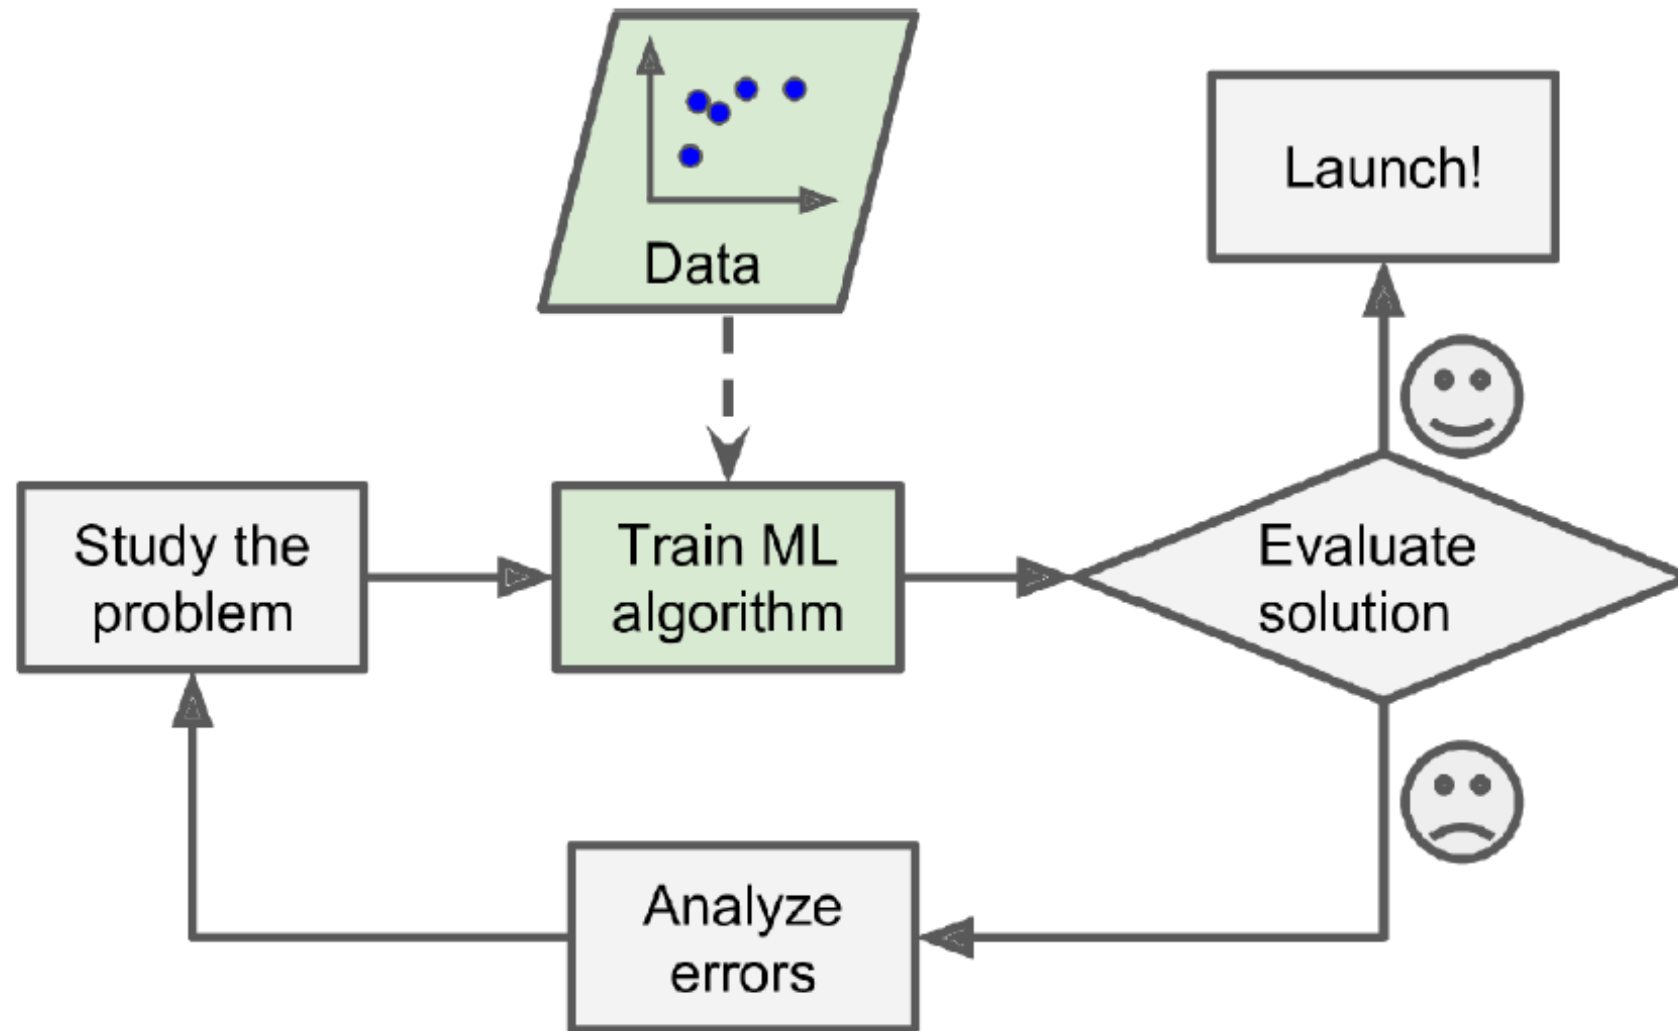 Data
Launch!
Study the
problem
Train ML
algorithm
Evaluate
solution
Analyze
errors